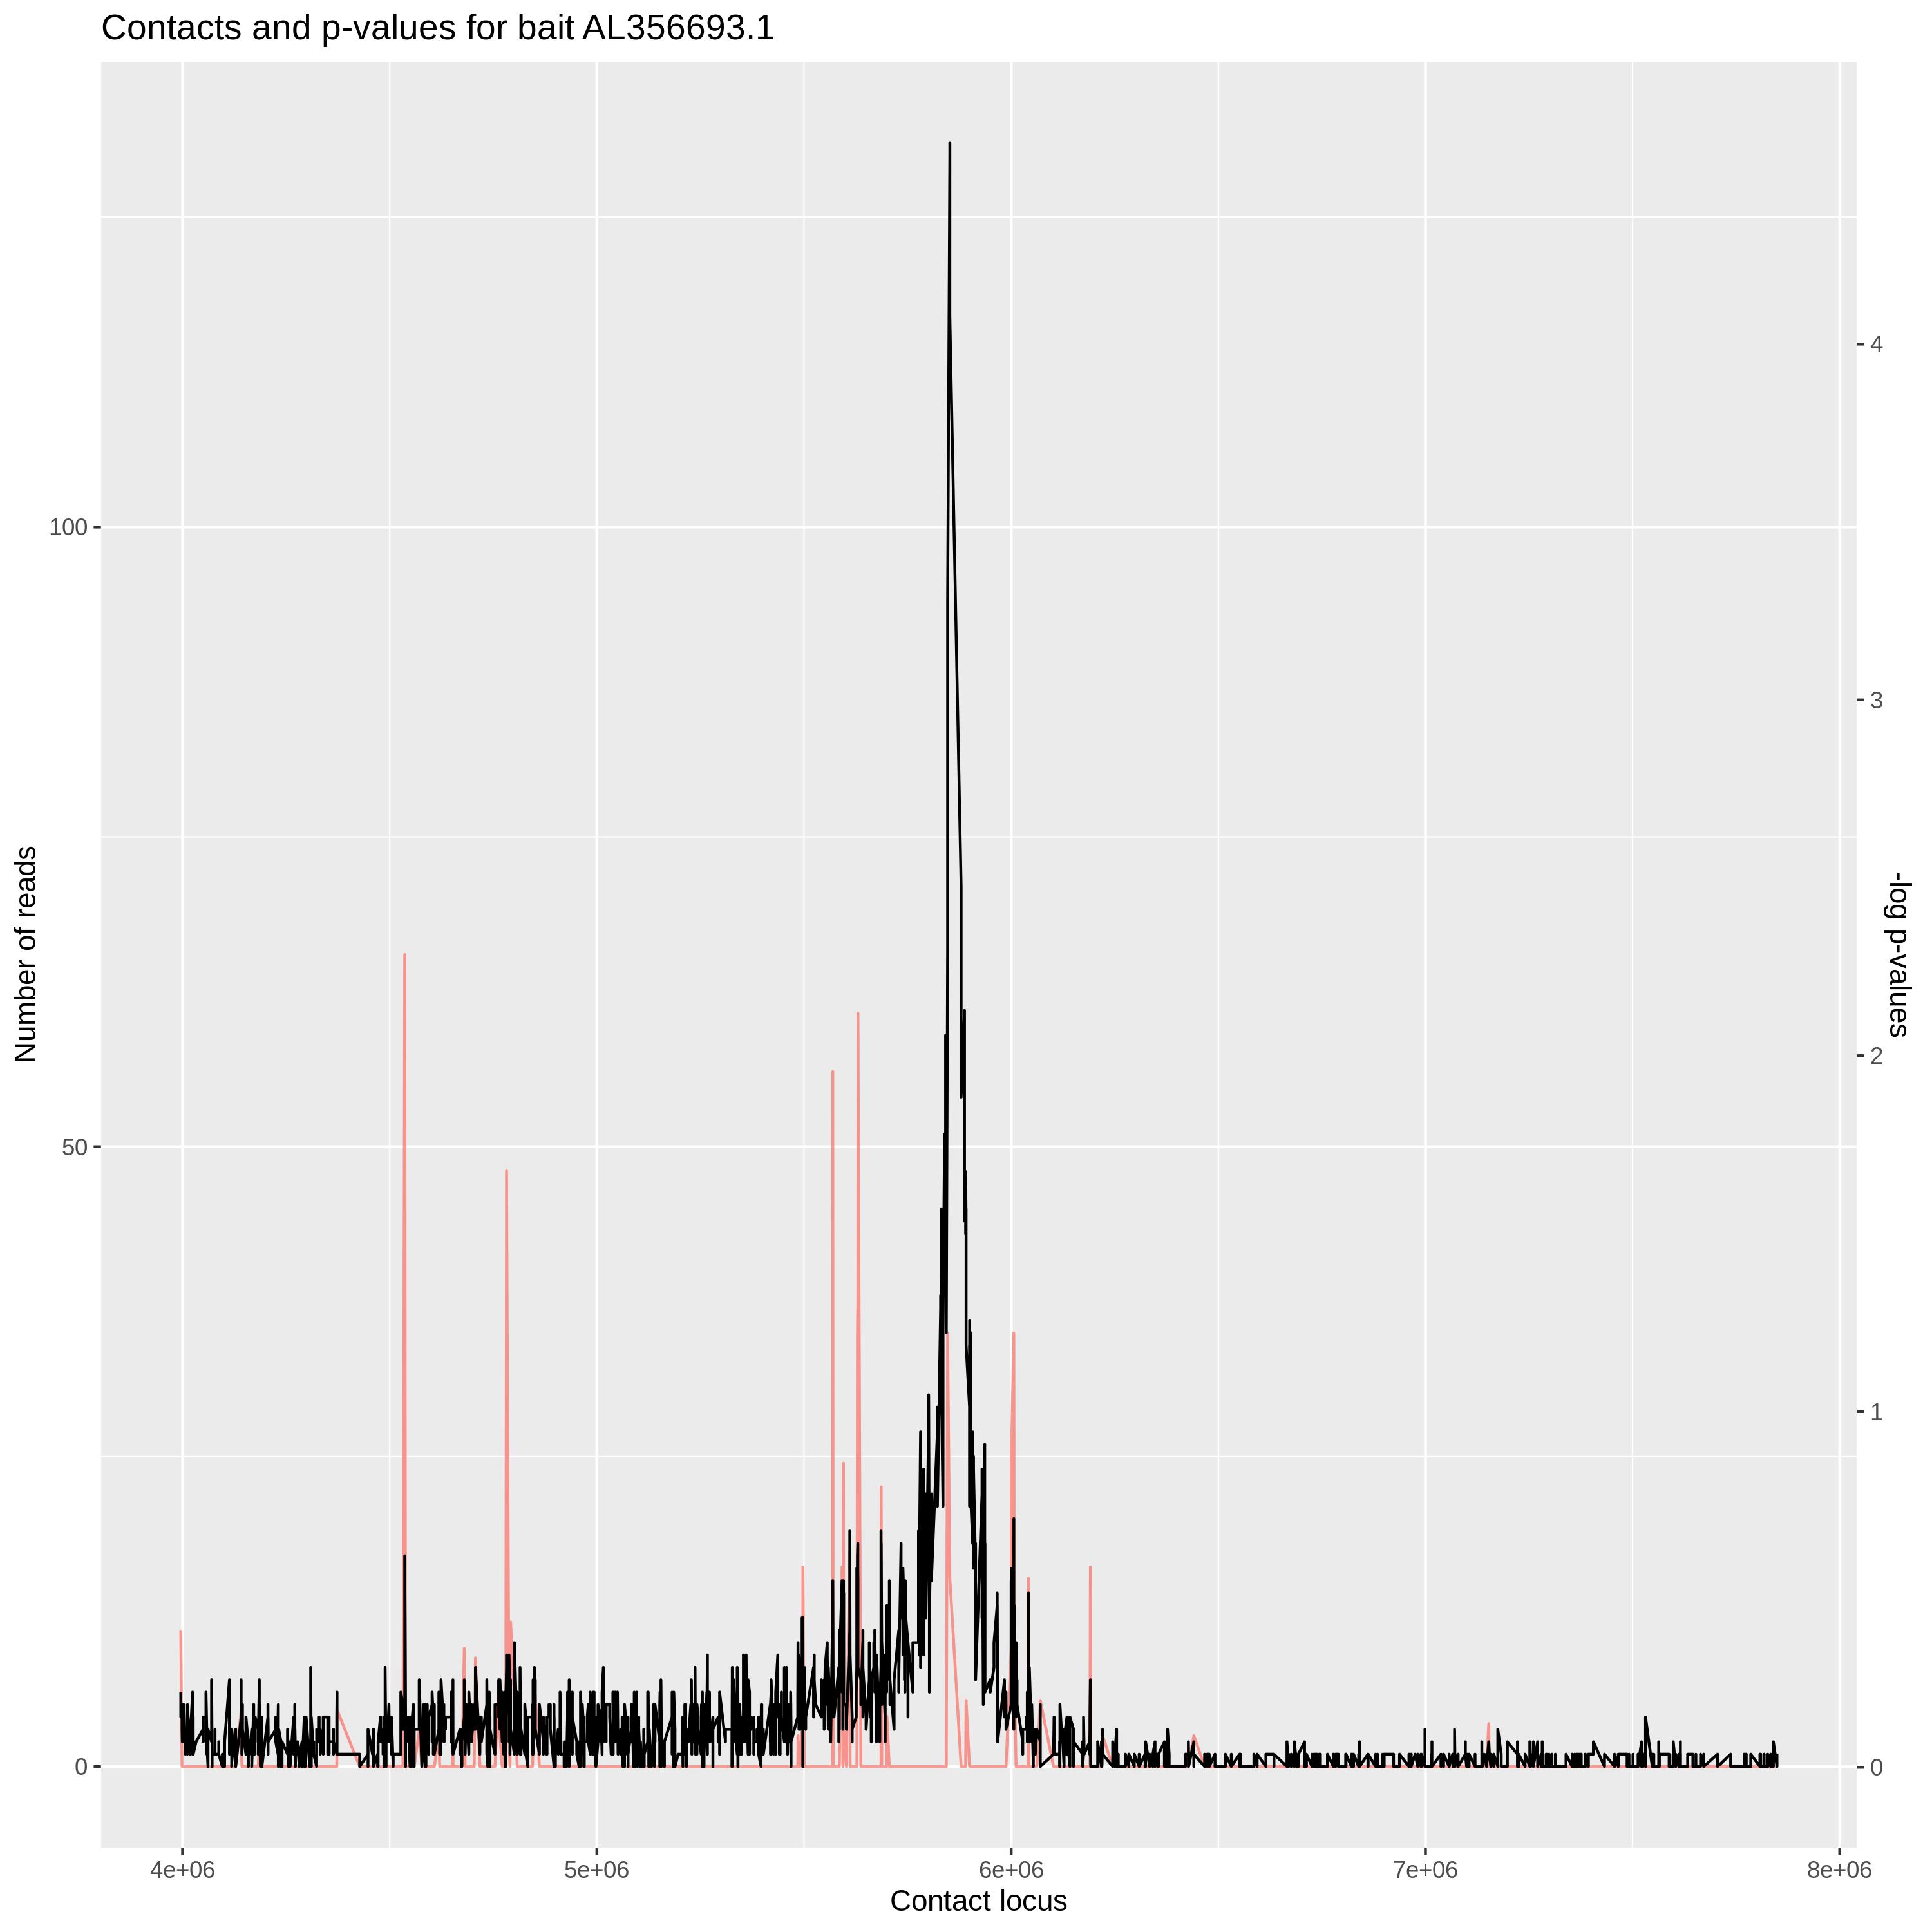 Contacts and p-values for bait AL356693.1
Number of reads
100
50
0
4
3
2
1
0
-log p-values
4e+06 5e+06 6e+06 7e+06 8e+06
Contact locus